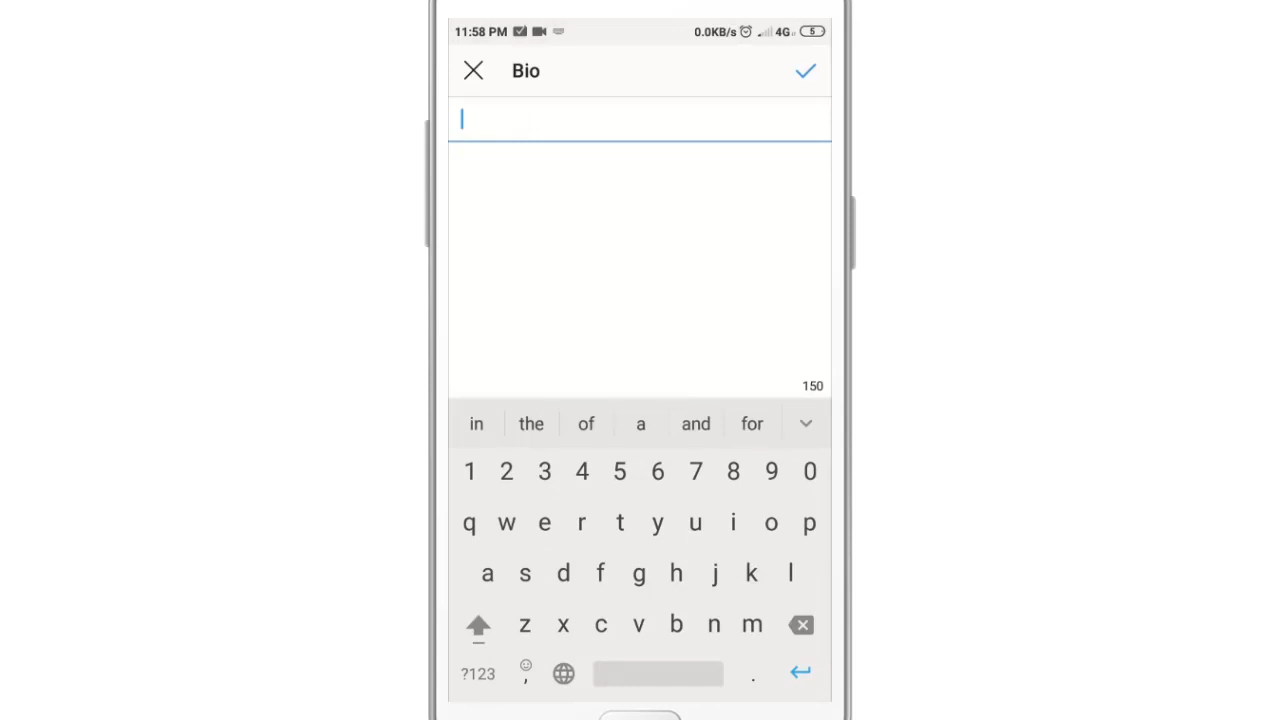 11:58 PM 0.0KB/s 4G 5
Bio
150
in the of a and for
1 2 3 4 5 6 7 8 9 0
q w e r t y u i o p
a s d f g h j k l
z x c v b n m
?123 , .